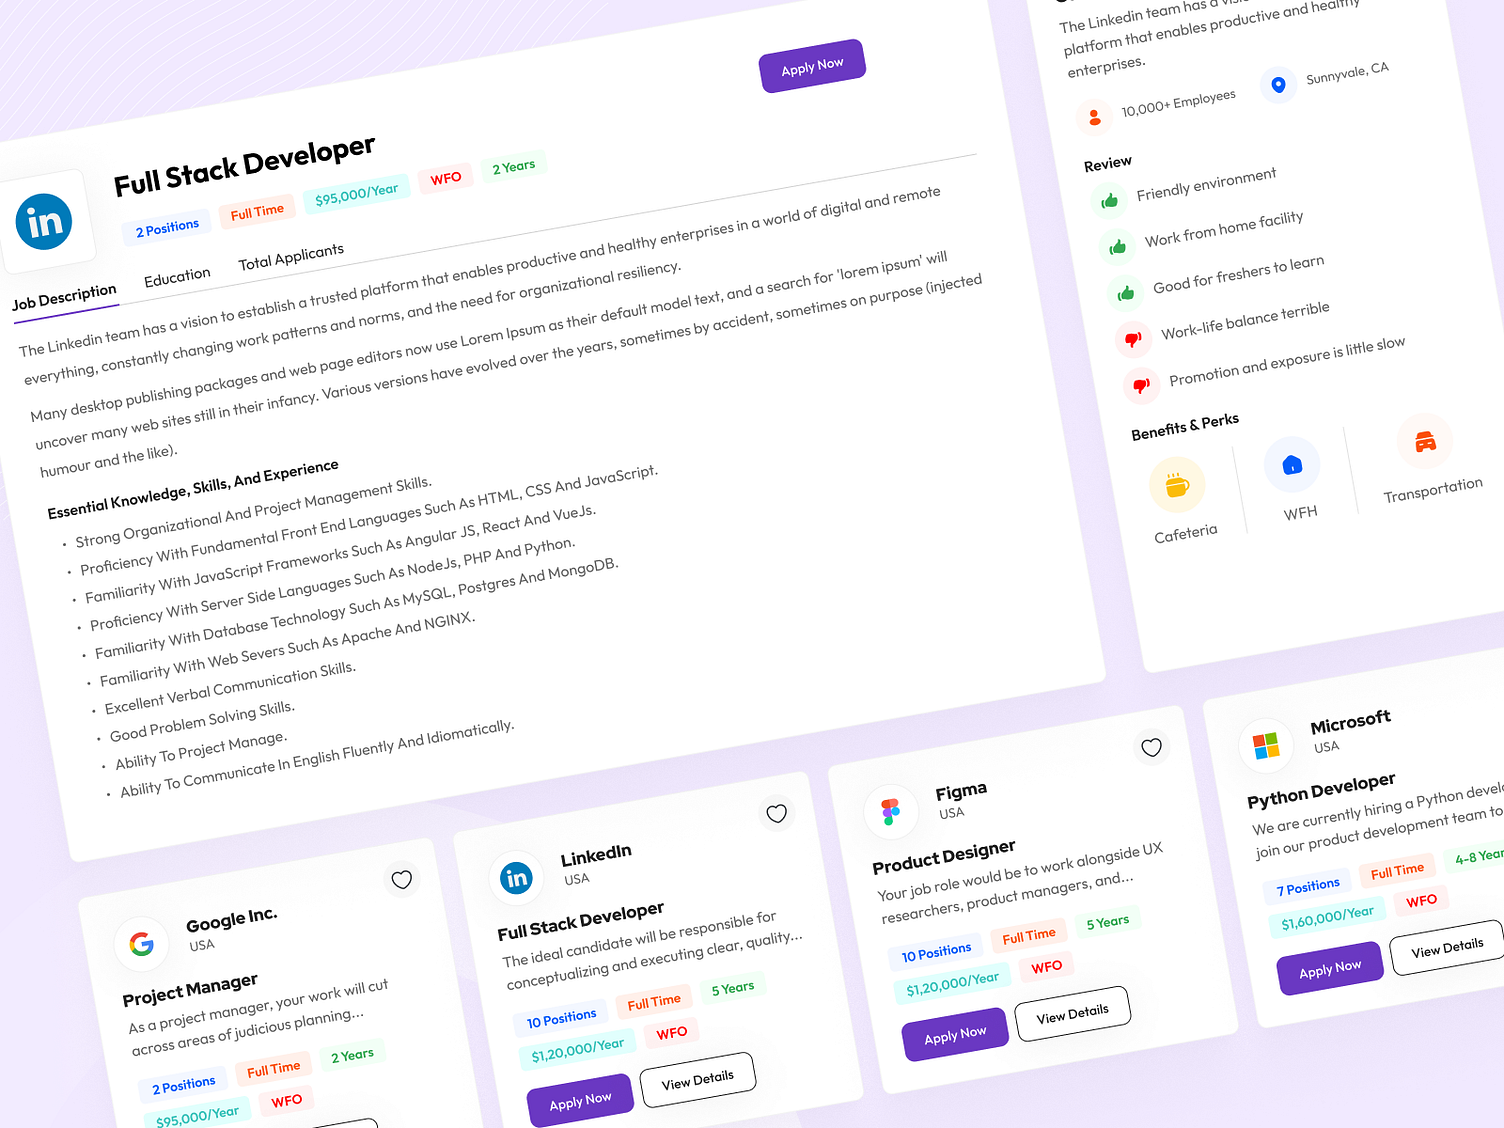 Apply Now
Full Stack Developer
2 Positions
Full Time
$95,000/Year
WFO
2 Years
Job Description
Education
Total Applicants
The Linkedin team has a vision to establish a trusted platform that enables productive and healthy enterprises in a world of digital and remote
everything, constantly changing work patterns and norms, and the need for organizational resiliency.
Many desktop publishing packages and web page editors now use Lorem Ipsum as their default model text, and a search for 'lorem ipsum' will
uncover many web sites still in their infancy. Various versions have evolved over the years, sometimes by accident, sometimes on purpose (injected
humour and the like).
Essential Knowledge, Skills, And Experience
• Strong Organizational And Project Management Skills.
• Proficiency With Fundamental Front End Languages Such As HTML, CSS And JavaScript.
• Familiarity With JavaScript Frameworks Such As Angular JS, React And VueJs.
• Proficiency With Server Side Languages Such As NodeJs, PHP And Python.
• Familiarity With Database Technology Such As MySQL, Postgres And MongoDB.
• Familiarity With Web Severs Such As Apache And NGINX.
• Excellent Verbal Communication Skills.
• Good Problem Solving Skills.
• Ability To Project Manage.
• Ability To Communicate In English Fluently And Idiomatically.
The Linkedin team has a
platform that enables productive and healthy
enterprises.
10,000+ Employees
Sunnyvale, CA
Review
Friendly environment
Work from home facility
Good for freshers to learn
Work-life balance terrible
Promotion and exposure is little slow
Benefits & Perks
Cafeteria
WFH
Transportation
Google Inc.
USA
Project Manager
As a project manager, your work will cut
across areas of judicious planning...
2 Positions
Full Time
2 Years
$95,000/Year
WFO
LinkedIn
USA
Full Stack Developer
The ideal candidate will be responsible for
conceptualizing and executing clear, quality...
10 Positions
Full Time
5 Years
$1,20,000/Year
WFO
Apply Now
View Details
Figma
USA
Product Designer
Your job role would be to work alongside UX
researchers, product managers, and...
10 Positions
Full Time
5 Years
$1,20,000/Year
WFO
Apply Now
View Details
Microsoft
USA
Python Developer
We are currently hiring a Python
join our product development team to
7 Positions
Full Time
4-8
$1,60,000/Year
WFO
Apply Now
View Details